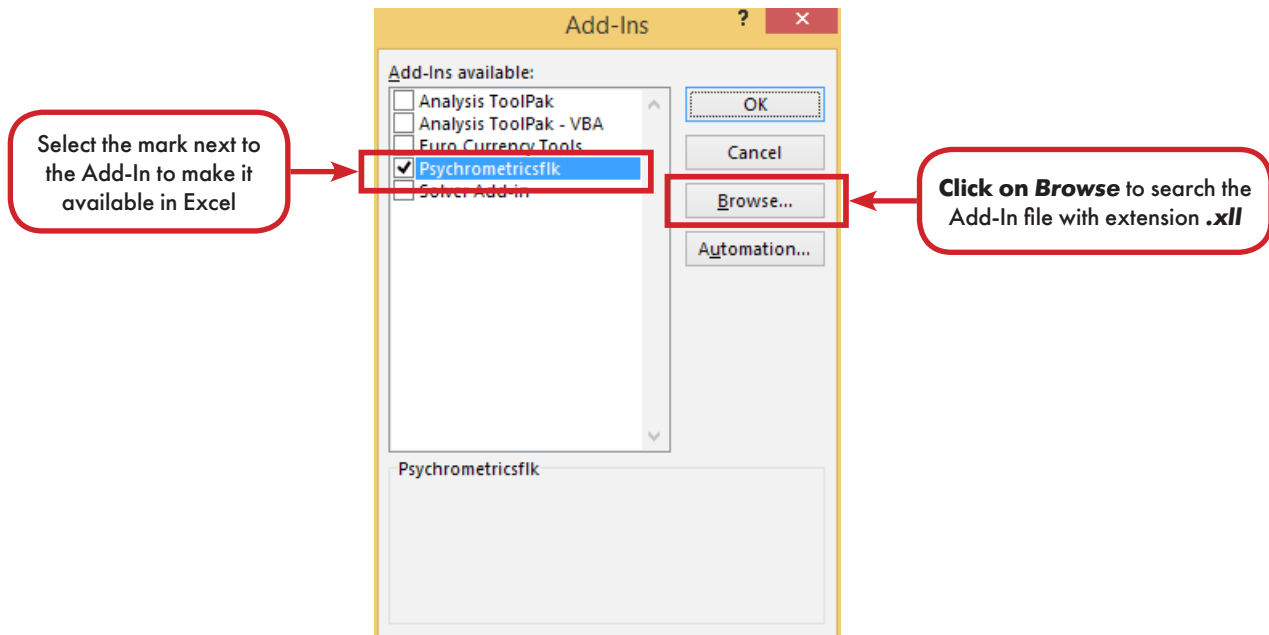 Add-Ins
?
×
Add-Ins available:
Analysis ToolPak
Analysis ToolPak - VBA
Euro Currency Tools
Psychrometricsflk
Solver Add-in
OK
Cancel
Browse...
Automation...
Select the mark next to
the Add-In to make it
available in Excel
Click on Browse to search the
Add-In file with extension .xll
Psychrometricsflk